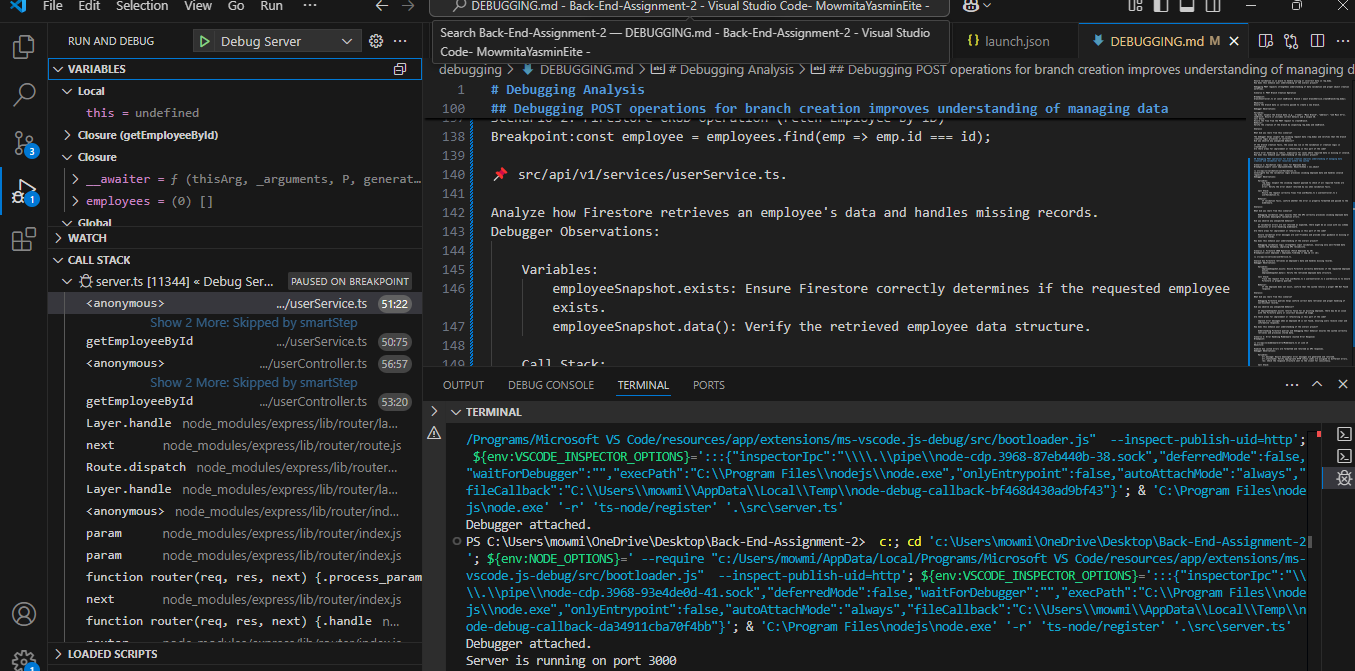 File Edit Selection View Go Run ··· DEBUGGING.md - Back-End-Assignment-2 - Visual Studio Code- MowmitaYasminEite -
Search Back-End-Assignment-2 — DEBUGGING.md - Back-End-Assignment-2 - Visual Studio
Code- MowmitaYasminEite -
RUN AND DEBUG Debug Server
{} launch.json DEBUGGING.md M
debugging > DEBUGGING.md > # Debugging Analysis > ## Debugging POST operations for branch creation improves understanding of managing d
VARIABLES
Local
this = undefined
Closure (getEmployeeById)
Closure
__awaiter = ƒ (thisArg, _arguments, P, generat…
employees = (0) []
Global
WATCH
CALL STACK
server.ts [11344] « Debug Ser... PAUSED ON BREAKPOINT
<anonymous> .../userService.ts 51:22
Show 2 More: Skipped by smartStep
getEmployeeById .../userService.ts 50:75
<anonymous> .../userController.ts 56:57
Show 2 More: Skipped by smartStep
getEmployeeById .../userController.ts 53:20
Layer.handle node_modules/express/lib/router/la...
next node_modules/express/lib/router/route.js
Route.dispatch node_modules/express/lib/router...
Layer.handle node_modules/express/lib/router/la...
<anonymous> node_modules/express/lib/router/ind...
param node_modules/express/lib/router/index.js
param node_modules/express/lib/router/index.js
function router(req, res, next) {.process_param
next node_modules/express/lib/router/index.js
function router(req, res, next) {.handle n...
router node_modules/express/lib/router/index.js
LOADED SCRIPTS
3
1
1
1 # Debugging Analysis
100 ## Debugging POST operations for branch creation improves understanding of managing data
137 Scenario 2: Firestore CRUD Operation (Fetch Employee by ID)
138 Breakpoint:const employee = employees.find(emp => emp.id === id);
139
140 📌 src/api/v1/services/userService.ts.
141
142 Analyze how Firestore retrieves an employee's data and handles missing records.
143 Debugger Observations:
144
145 Variables:
146 employeeSnapshot.exists: Ensure Firestore correctly determines if the requested employee
exists.
147 employeeSnapshot.data(): Verify the retrieved employee data structure.
148
149 Call Stack:
OUTPUT DEBUG CONSOLE TERMINAL PORTS
TERMINAL
/Programs/Microsoft VS Code/resources/app/extensions/ms-vscode.js-debug/src/bootloader.js" --inspect-publish-uid=http';
${env:VSCODE_INSPECTOR_OPTIONS}=':::{"inspectorIpc":"\\\\.\\pipe\\node-cdp.3968-87eb440b-38.sock","deferredMode":false,
"waitForDebugger":"","execPath":"C:\\Program Files\\nodejs\\node.exe","onlyEntrypoint":false,"autoAttachMode":"always","
fileCallback":"C:\\Users\\mowmi\\AppData\\Local\\Temp\\node-debug-callback-bf468d430ad9bf43"}'; & 'C:\Program Files\node
js\node.exe' '-r' 'ts-node/register' '.\src\server.ts'
Debugger attached.
PS C:\Users\mowmi\OneDrive\Desktop\Back-End-Assignment-2> c:; cd 'c:\Users\mowmi\OneDrive\Desktop\Back-End-Assignment-2
'; ${env:NODE_OPTIONS}=' --require "c:/Users/mowmi/AppData/Local/Programs/Microsoft VS Code/resources/app/extensions/ms-
vscode.js-debug/src/bootloader.js" --inspect-publish-uid=http'; ${env:VSCODE_INSPECTOR_OPTIONS}=':::{"inspectorIpc":"\\
\\.\\pipe\\node-cdp.3968-93e4de0d-41.sock","deferredMode":false,"waitForDebugger":"","execPath":"C:\\Program Files\\node
js\\node.exe","onlyEntrypoint":false,"autoAttachMode":"always","fileCallback":"C:\\Users\\mowmi\\AppData\\Local\\Temp\\n
ode-debug-callback-da34911cba70f4bb"}'; & 'C:\Program Files\nodejs\node.exe' '-r' 'ts-node/register' '.\src\server.ts'
Debugger attached.
Server is running on port 3000